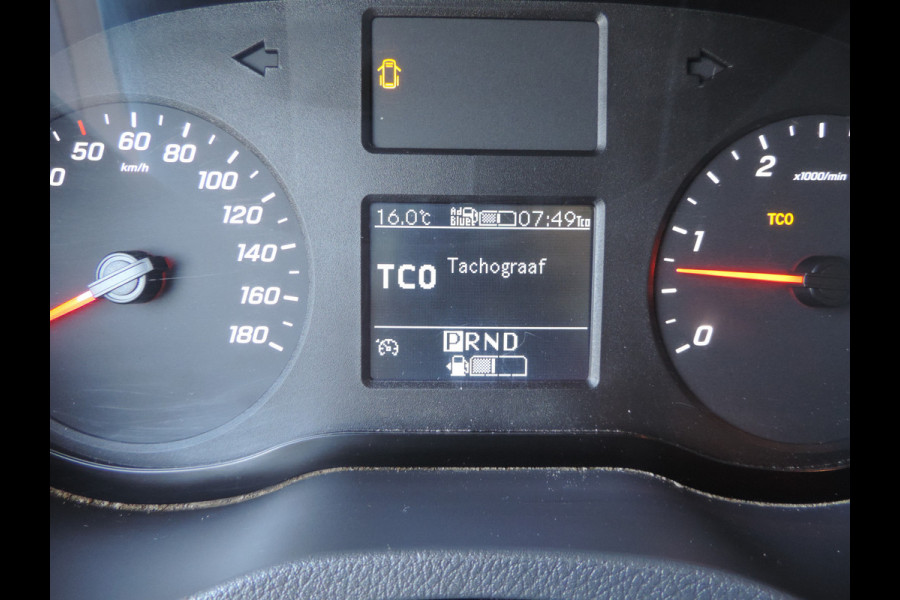 50
60
80
100
120
140
160
180
km/h
16.0°C
Ad
Blue
07:49
TCO
TCO
Tachograaf
PRND
2
x1000/min
TCO
1
0